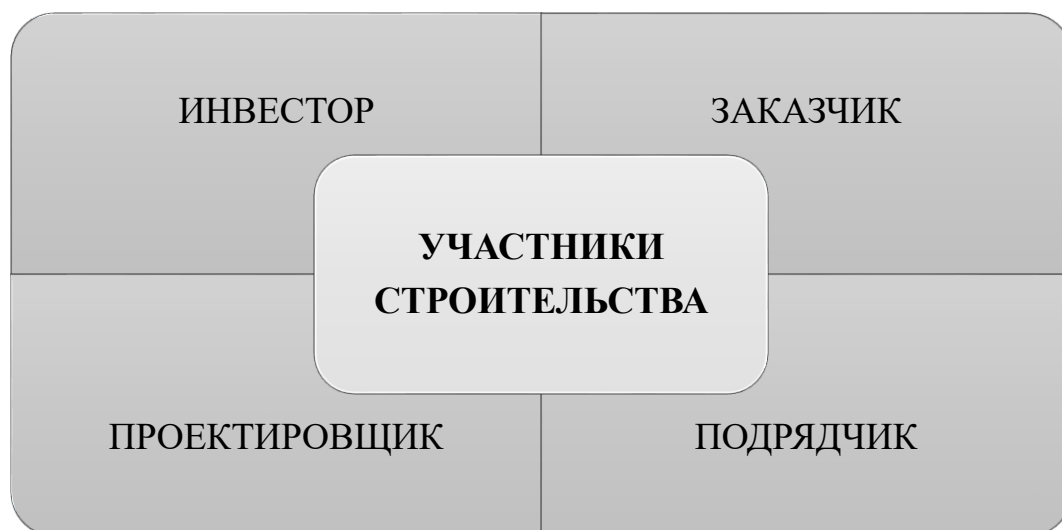 ИНВЕСТОР
ЗАКАЗЧИК
УЧАСТНИКИ
СТРОИТЕЛЬСТВА
ПРОЕКТИРОВЩИК
ПОДРЯДЧИК